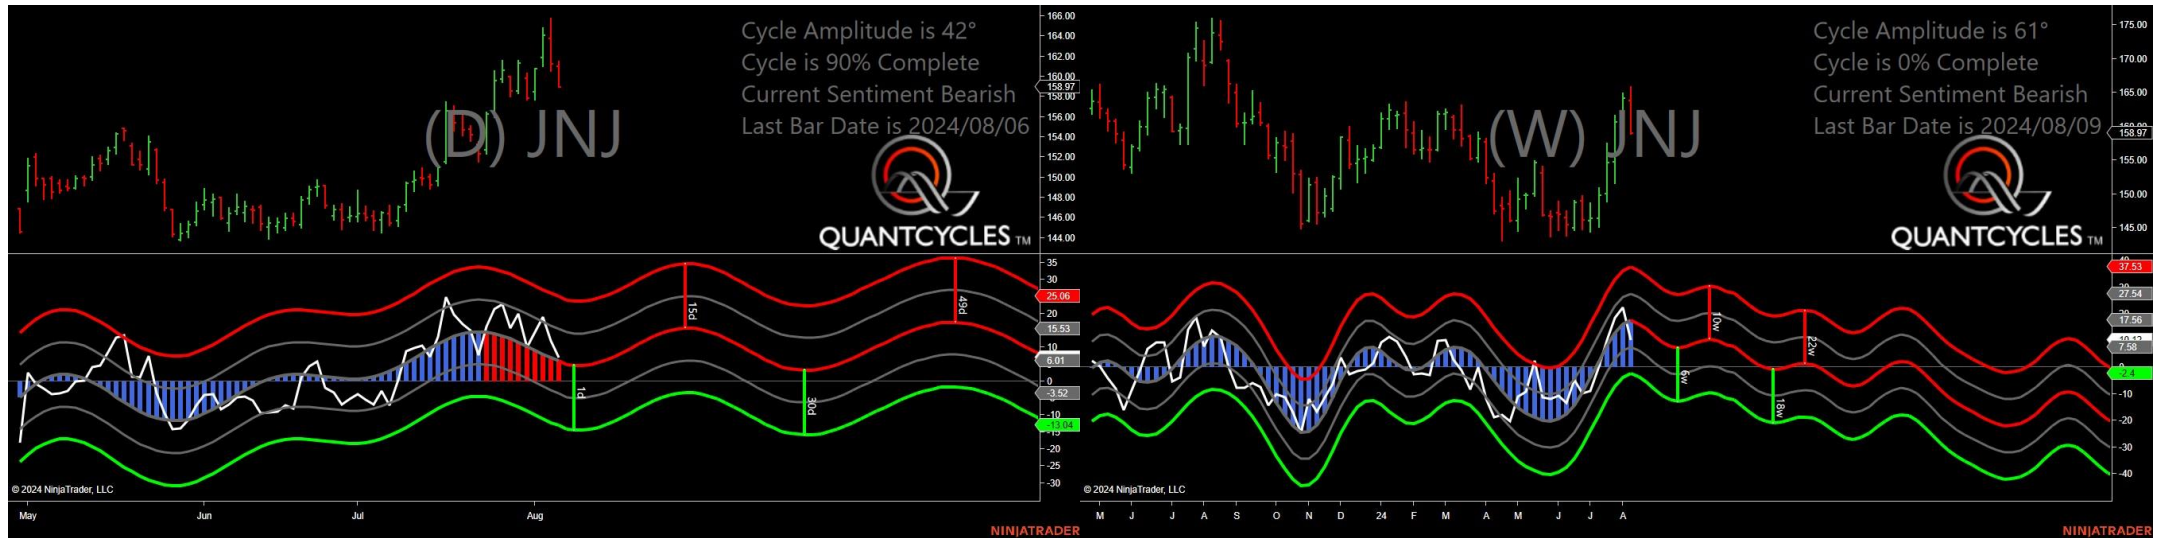 Cycle Amplitude is 42°
Cycle is 90% Complete
Current Sentiment Bearish
Last Bar Date is 2024/08/06
(D) JNJ
QUANTCYCLES TM
166.00
164.00
162.00
160.00
158.97
158.00
156.00
154.00
152.00
150.00
148.00
146.00
144.00
35
30
25.06
20
15.53
10
6.01
0
-3.52
-10
-13.04
-20
-25
-30
15d
49d
1d
30d
© 2024 NinjaTrader, LLC
May Jun Jul Aug
NINJATRADER
Cycle Amplitude is 61°
Cycle is 0% Complete
Current Sentiment Bearish
Last Bar Date is 2024/08/09
(W) JNJ
QUANTCYCLES TM
175.00
170.00
165.00
158.97
155.00
150.00
145.00
37.53
27.54
17.56
7.58
-2.4
-10
-20
-30
-40
10w
22w
6w
18w
© 2024 NinjaTrader, LLC
M J J A S O N D 24 F M A M J J A
NINJATRADER